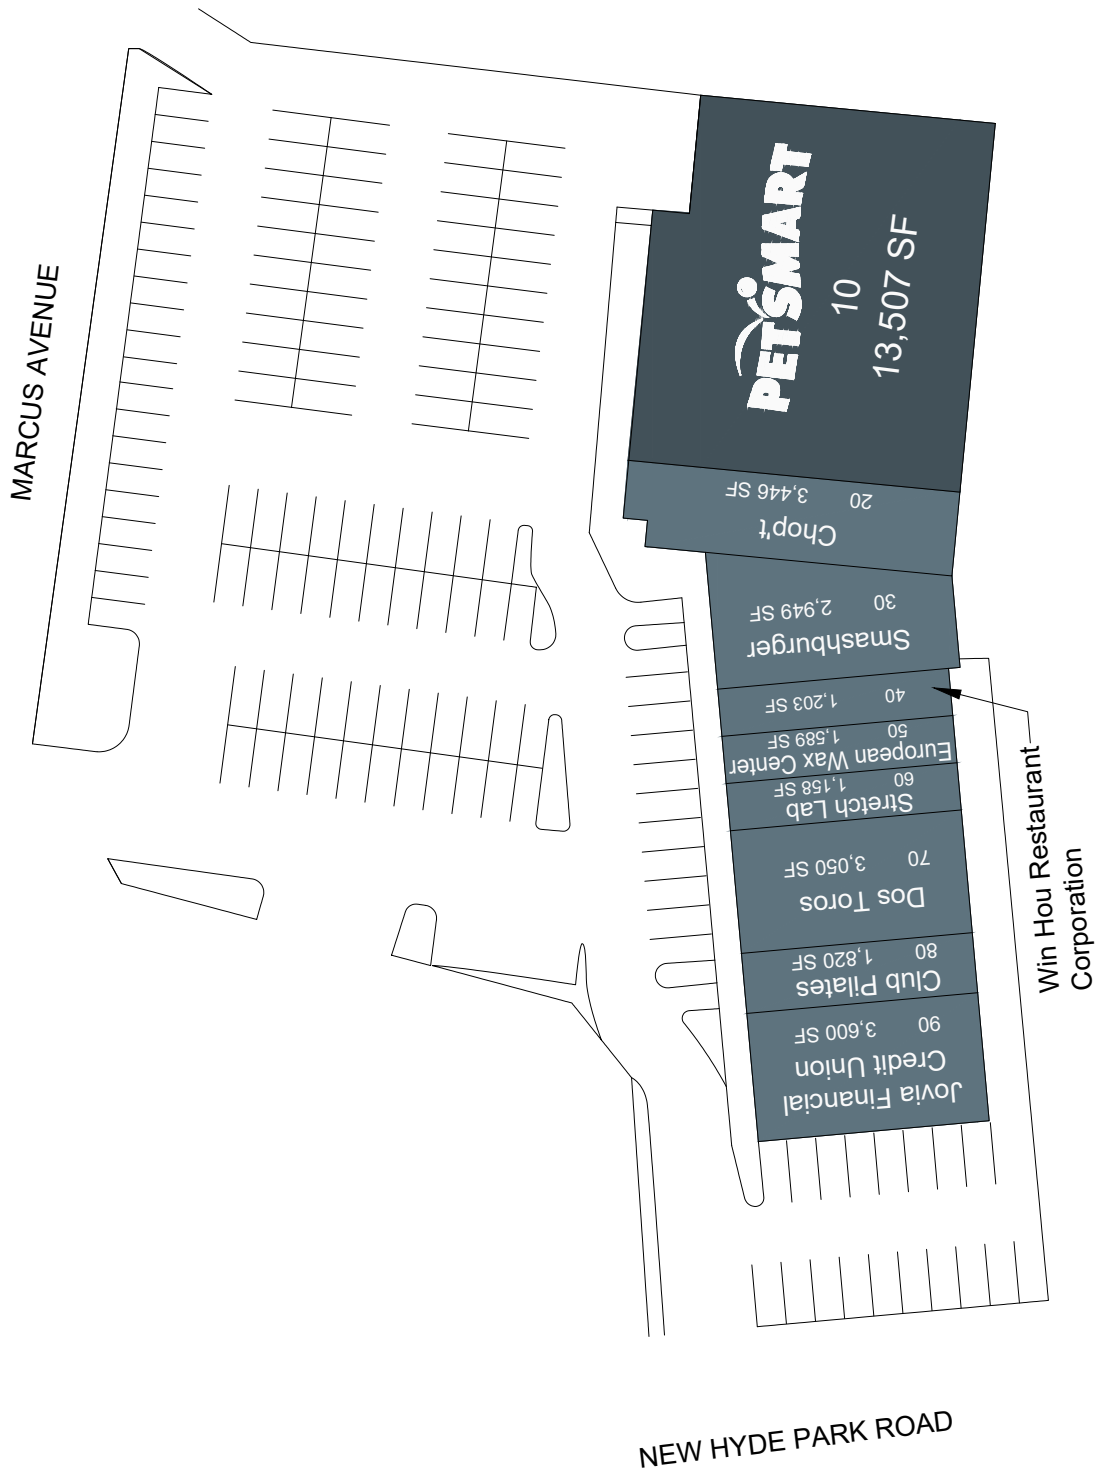 MARCUS AVENUE
PETSMART
10
13,507 SF
20 3,446 SF
Chop't
30 2,949 SF
Smashburger
40 1,203 SF
50 1,589 SF
European Wax Center
60 1,158 SF
Stretch Lab
70 3,050 SF
Dos Toros
80 1,820 SF
Club Pilates
90 3,600 SF
Jovia Financial
Credit Union
Win Hou Restaurant
Corporation
NEW HYDE PARK ROAD